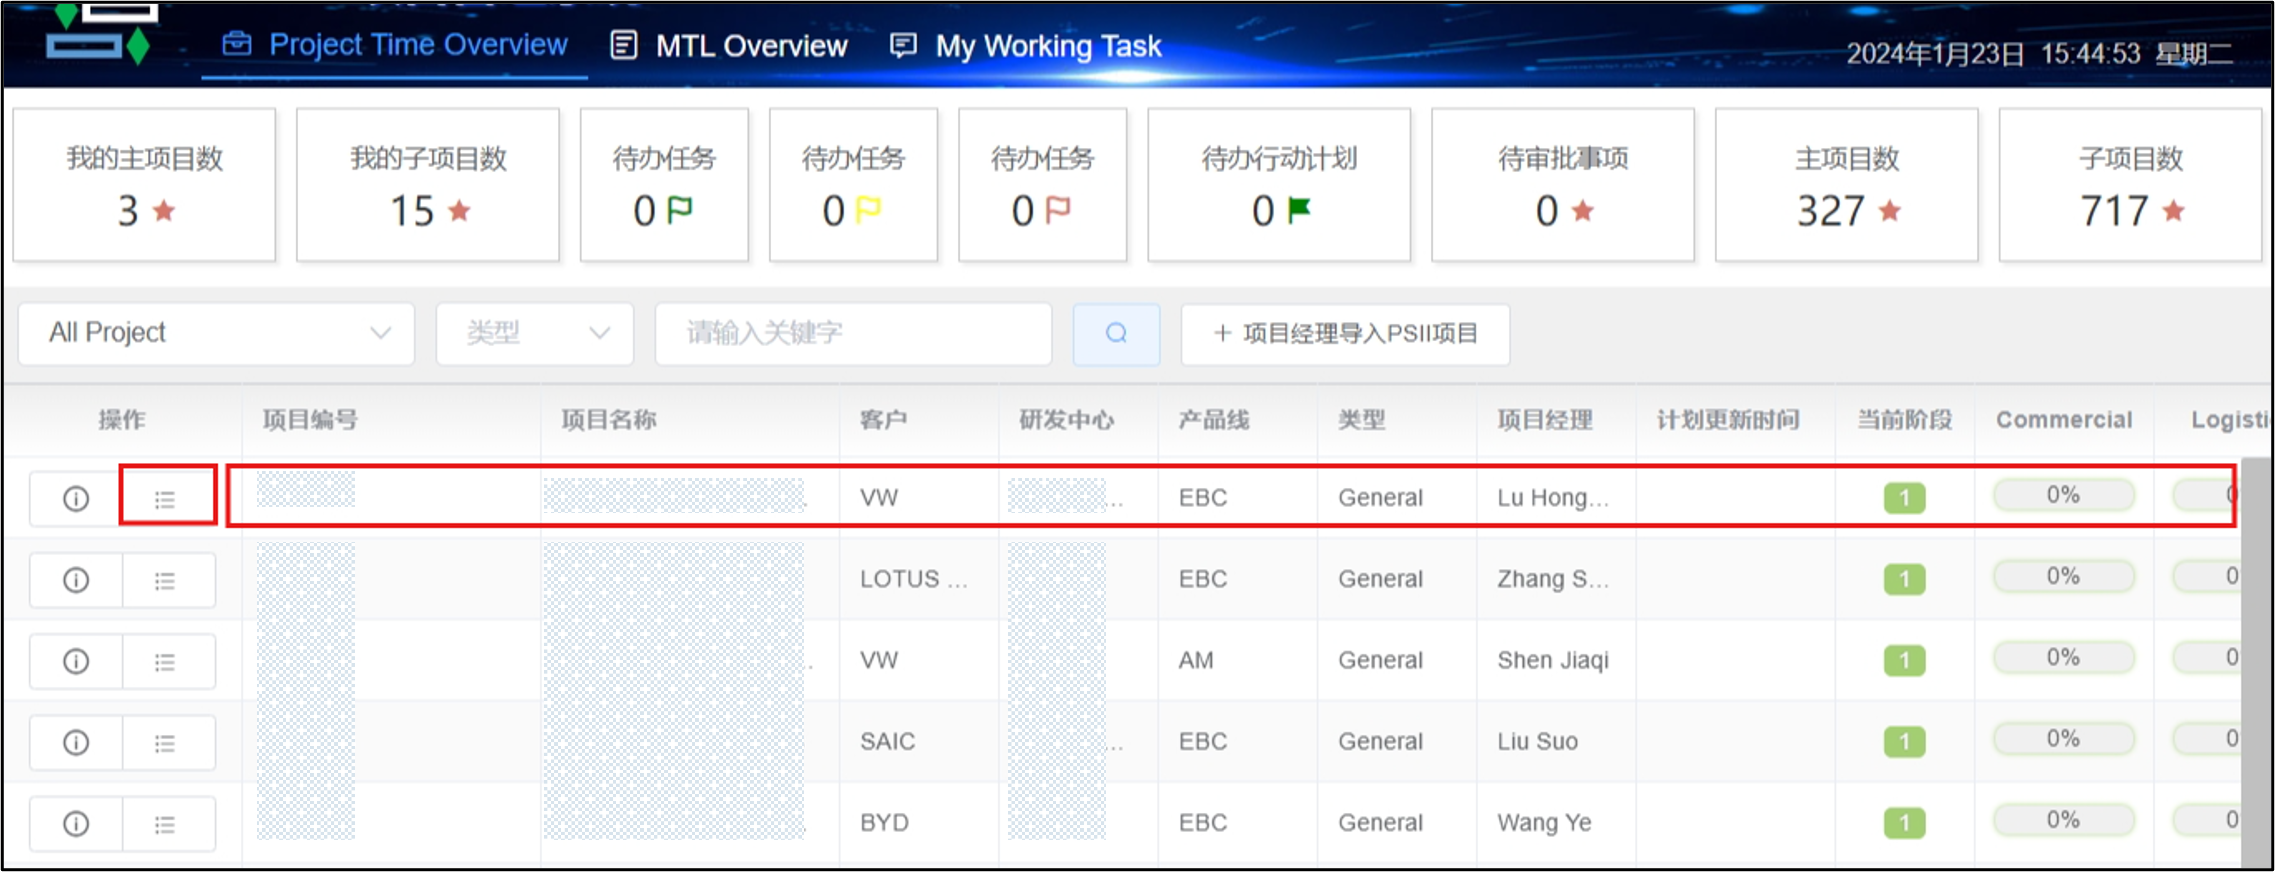 Project Time Overview MTL Overview My Working Task 2024年1月23日 15:44:53 星期二
我的主项目数 我的子项目数 待办任务 待办任务 待办任务 待办行动计划 待审批事项 主项目数 子项目数
3 15 0 0 0 0 0 327 717
All Project 类型 请输入关键字 + 项目经理导入PSII项目
操作 项目编号 项目名称 客户 研发中心 产品线 类型 项目经理 计划更新时间 当前阶段 Commercial Logisti
VW ... EBC General Lu Hong... 1 0% 0
LOTUS ... EBC General Zhang S... 1 0% 0
VW AM General Shen Jiaqi 1 0% 0
SAIC ... EBC General Liu Suo 1 0% 0
BYD EBC General Wang Ye 1 0% 0